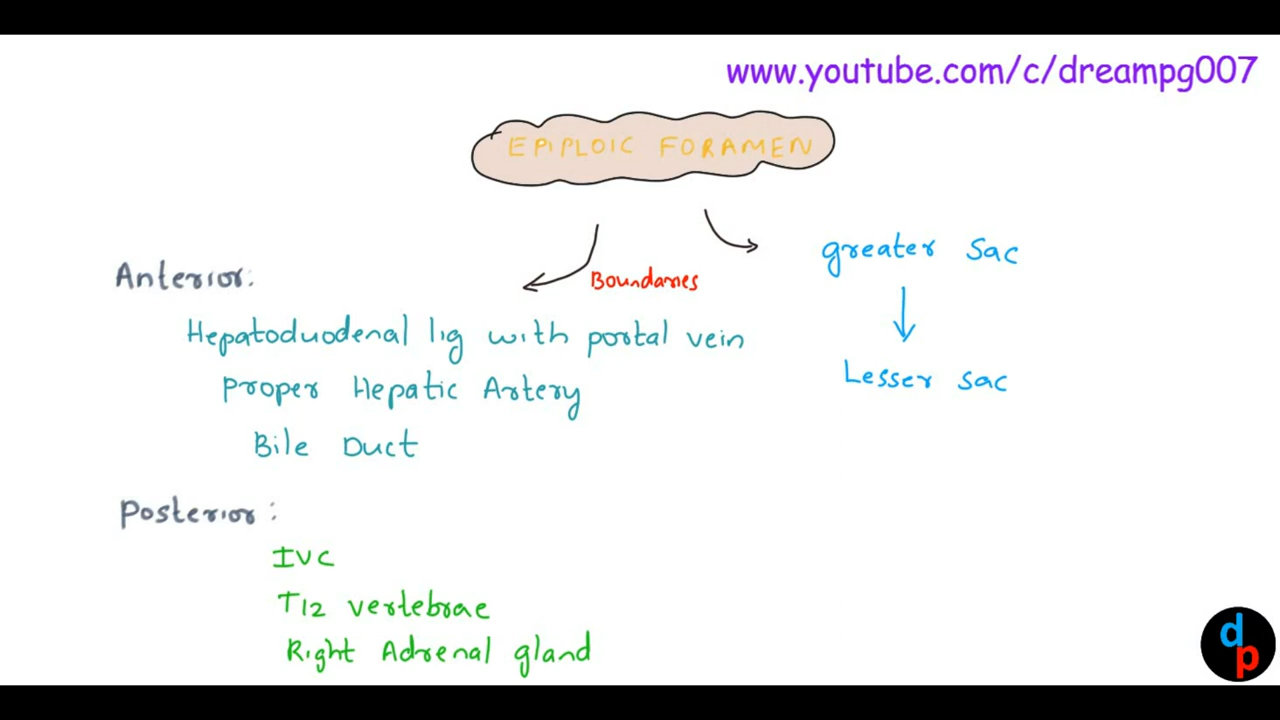 www.youtube.com/c/dreampg007
EPIPLOIC FORAMEN
Boundaries
Anterior:
Hepatoduodenal lig with portal vein
Proper Hepatic Artery
Bile Duct
Posterior:
IVC
T12 vertebrae
Right Adrenal gland
greater sac
Lesser sac
dp